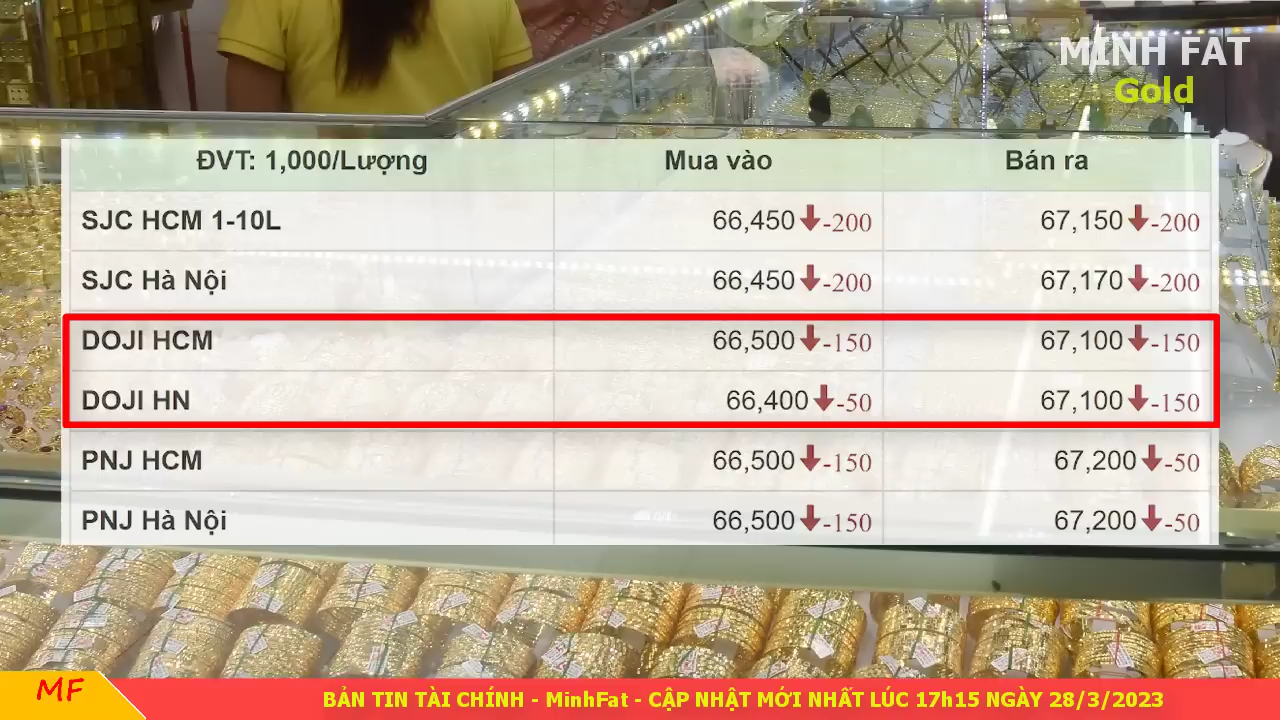 MINH FAT
Gold
ĐVT: 1,000/Lượng Mua vào Bán ra
SJC HCM 1-10L 66,450 -200 67,150 -200
SJC Hà Nội 66,450 -200 67,170 -200
DOJI HCM 66,500 -150 67,100 -150
DOJI HN 66,400 -50 67,100 -150
PNJ HCM 66,500 -150 67,200 -50
PNJ Hà Nội 66,500 -150 67,200 -50
MF BẢN TIN TÀI CHÍNH - MinhFat - CẬP NHẬT MỚI NHẤT LÚC 17h15 NGÀY 28/3/2023